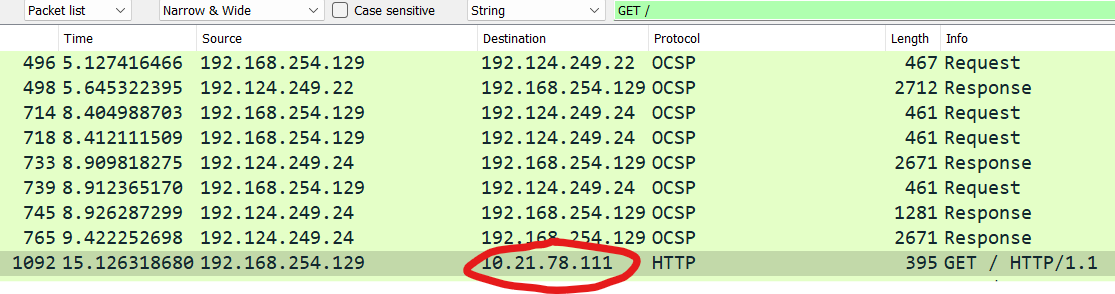 Packet list Narrow & Wide Case sensitive String GET /
Time Source Destination Protocol Length Info
496 5.127416466 192.168.254.129 192.124.249.22 OCSP 467 Request
498 5.645322395 192.124.249.22 192.168.254.129 OCSP 2712 Response
714 8.404988703 192.168.254.129 192.124.249.24 OCSP 461 Request
718 8.412111509 192.168.254.129 192.124.249.24 OCSP 461 Request
733 8.909818275 192.124.249.24 192.168.254.129 OCSP 2671 Response
739 8.912365170 192.168.254.129 192.124.249.24 OCSP 461 Request
745 8.926287299 192.124.249.24 192.168.254.129 OCSP 1281 Response
765 9.422252698 192.124.249.24 192.168.254.129 OCSP 2671 Response
1092 15.126318680 192.168.254.129 10.21.78.111 HTTP 395 GET / HTTP/1.1